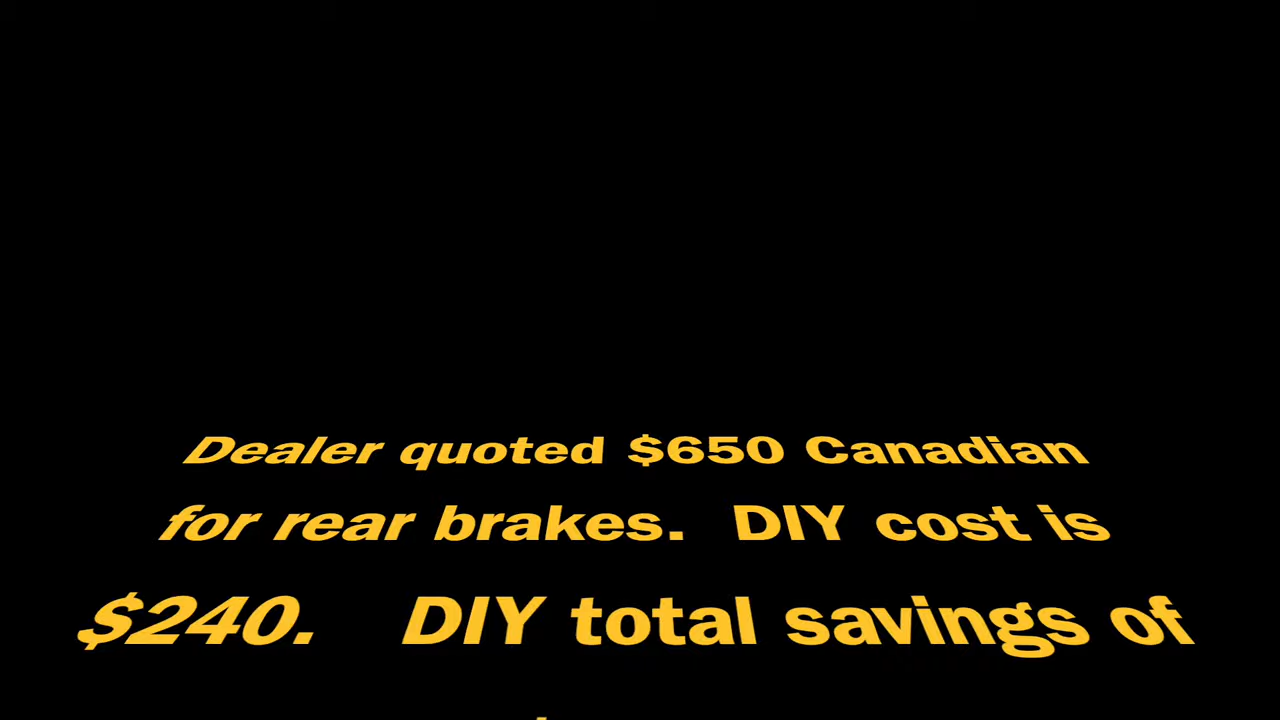 Dealer quoted $650 Canadian
for rear brakes.  DIY cost is
$240.   DIY total savings of